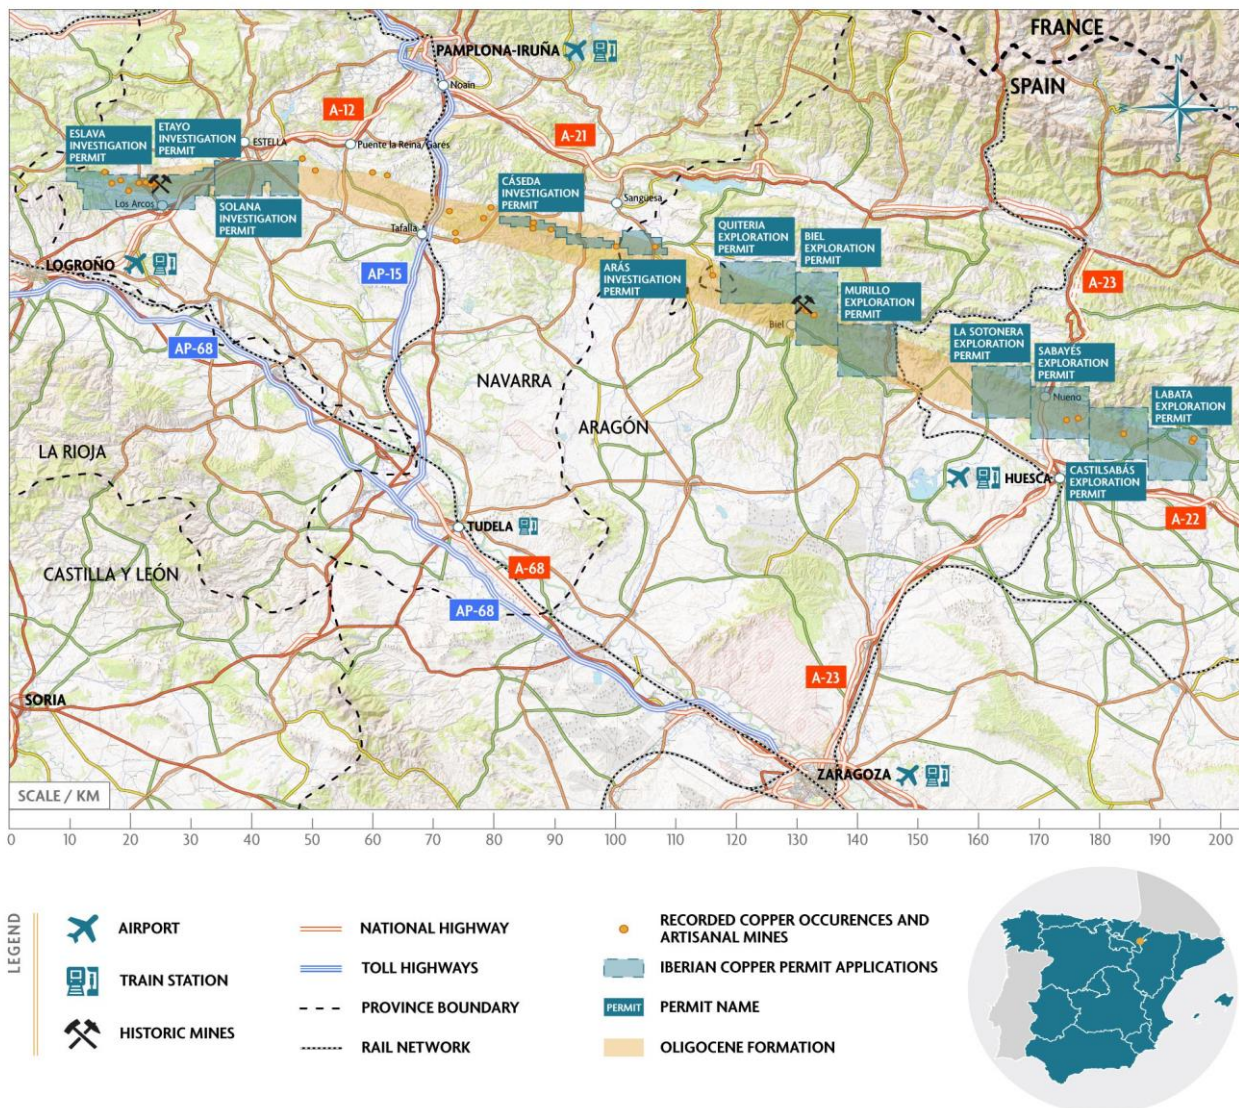 FRANCE
SPAIN
N
W
E
S
PAMPLONA-IRUÑA
Noain
A-12
A-21
ESLAVA
INVESTIGATION
PERMIT
ETAYO
INVESTIGATION
PERMIT
ESTELLA
Puente la Reina/Garés
Los Arcos
SOLANA
INVESTIGATION
PERMIT
CÁSEDA
INVESTIGATION
PERMIT
Sanguesa
Tafalla
QUITERIA
EXPLORATION
PERMIT
BIEL
EXPLORATION
PERMIT
ARÁS
INVESTIGATION
PERMIT
MURILLO
EXPLORATION
PERMIT
LOGROÑO
AP-15
A-23
Biel
LA SOTONERA
EXPLORATION
PERMIT
SABAYÉS
EXPLORATION
PERMIT
AP-68
NAVARRA
Nueno
LABATA
EXPLORATION
PERMIT
ARAGÓN
LA RIOJA
HUESCA
CASTILSABÁS
EXPLORATION
PERMIT
A-22
TUDELA
A-68
CASTILLA Y LEÓN
AP-68
A-23
SORIA
ZARAGOZA
SCALE / KM
0 10 20 30 40 50 60 70 80 90 100 110 120 130 140 150 160 170 180 190 200
LEGEND
AIRPORT
TRAIN STATION
HISTORIC MINES
NATIONAL HIGHWAY
TOLL HIGHWAYS
PROVINCE BOUNDARY
RAIL NETWORK
RECORDED COPPER OCCURENCES AND
ARTISANAL MINES
IBERIAN COPPER PERMIT APPLICATIONS
PERMIT
PERMIT NAME
OLIGOCENE FORMATION